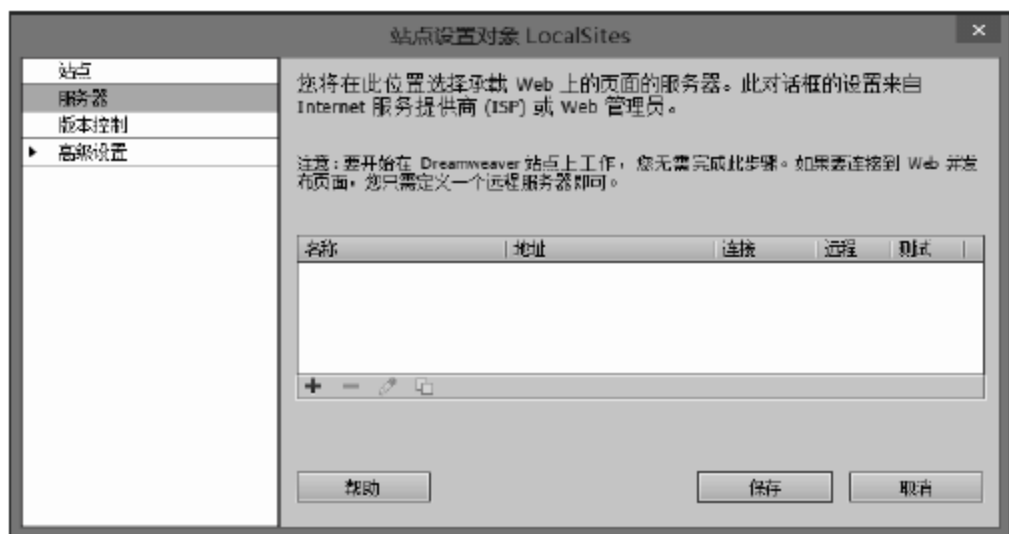 站点设置对象 LocalSites
站点
服务器
版本控制
高级设置
您将在此位置选择承载 Web 上的页面的服务器。此对话框的设置来自
Internet 服务提供商 (ISP) 或 Web 管理员。
注意:要开始在 Dreamweaver 站点上工作，您无需完成此步骤。如果要连接到 Web 并发
布页面，您只需定义一个远程服务器即可。
名称 地址 连接 远程 测试
帮助 保存 取消